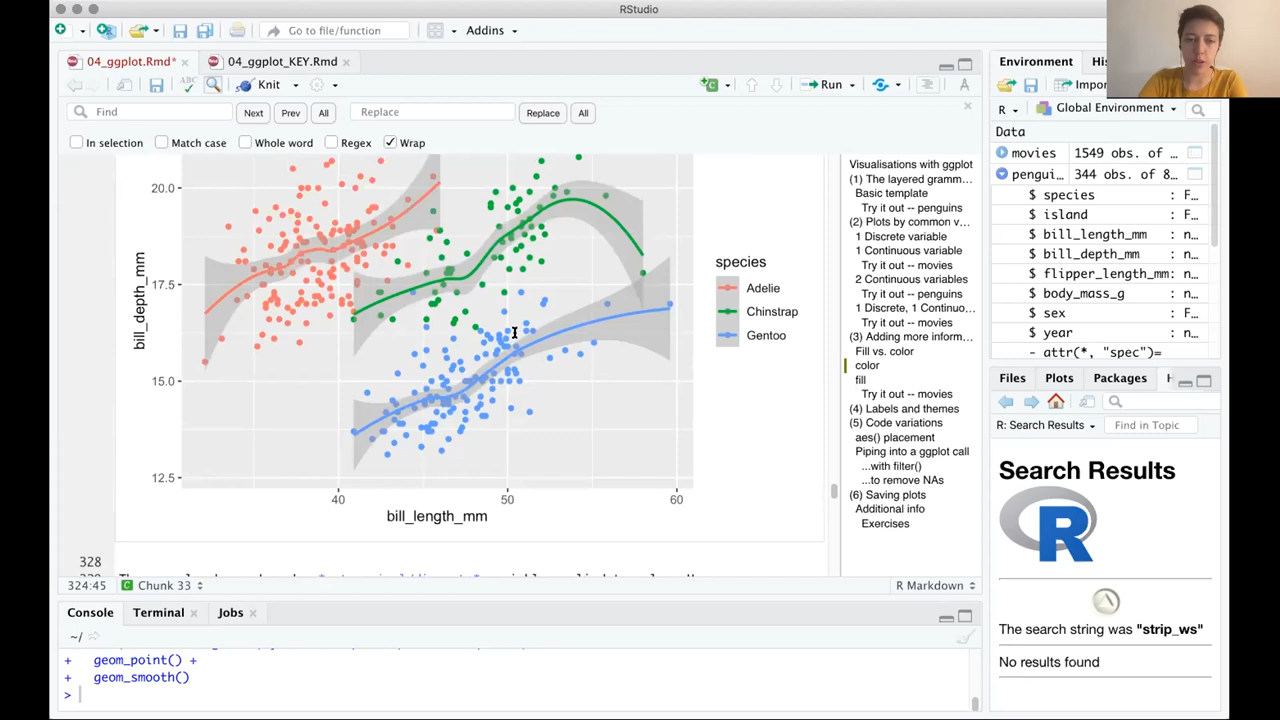 RStudio
Go to file/function
Addins
04_ggplot.Rmd*
04_ggplot_KEY.Rmd
ABC
Knit
Run
Find
Next
Prev
All
Replace
Replace
All
In selection
Match case
Whole word
Regex
Wrap
20.0
17.5
15.0
12.5
bill_depth_mm
40
50
60
bill_length_mm
species
Adelie
Chinstrap
Gentoo
328
324:45
Chunk 33
R Markdown
Visualisations with ggplot
(1) The layered gramm...
Basic template
Try it out -- penguins
(2) Plots by common v...
1 Discrete variable
1 Continuous variable
Try it out -- movies
2 Continuous variables
Try it out -- penguins
1 Discrete, 1 Continuo...
Try it out -- movies
(3) Adding more inform...
Fill vs. color
color
fill
Try it out -- movies
(4) Labels and themes
(5) Code variations
aes() placement
Piping into a ggplot call
...with filter()
...to remove NAs
(6) Saving plots
Additional info
Exercises
Console
Terminal
Jobs
~/
+ geom_point() +
+ geom_smooth()
>
Environment
His
Impor
R
Global Environment
Data
movies 1549 obs. of ...
pengui... 344 obs. of 8...
$ species : F...
$ island : F...
$ bill_length_mm : n...
$ bill_depth_mm : n...
$ flipper_length_mm: n...
$ body_mass_g : n...
$ sex : F...
$ year : n...
- attr(*, "spec")=
Files
Plots
Packages
R: Search Results
Find in Topic
Search Results
R
The search string was "strip_ws"
No results found